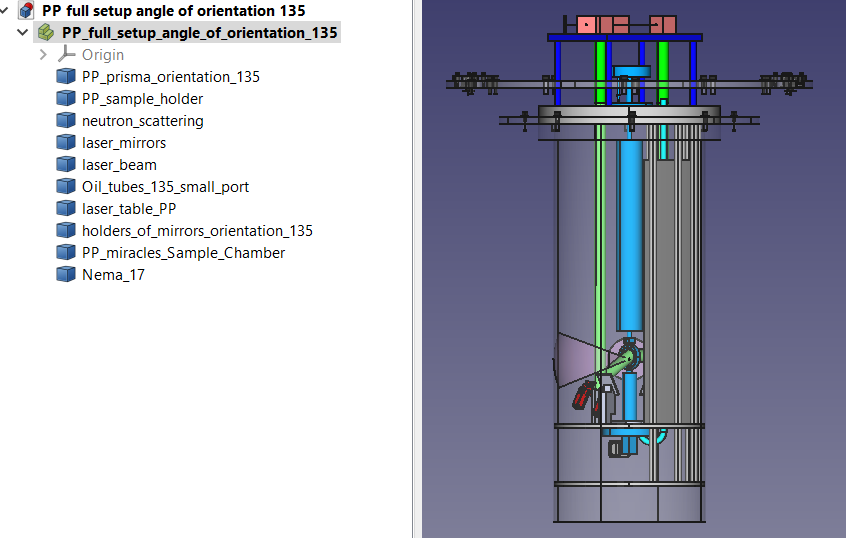 PP full setup angle of orientation 135
PP_full_setup_angle_of_orientation_135
Origin
PP_prisma_orientation_135
PP_sample_holder
neutron_scattering
laser_mirrors
laser_beam
Oil_tubes_135_small_port
laser_table_PP
holders_of_mirrors_orientation_135
PP_miracles_Sample_Chamber
Nema_17